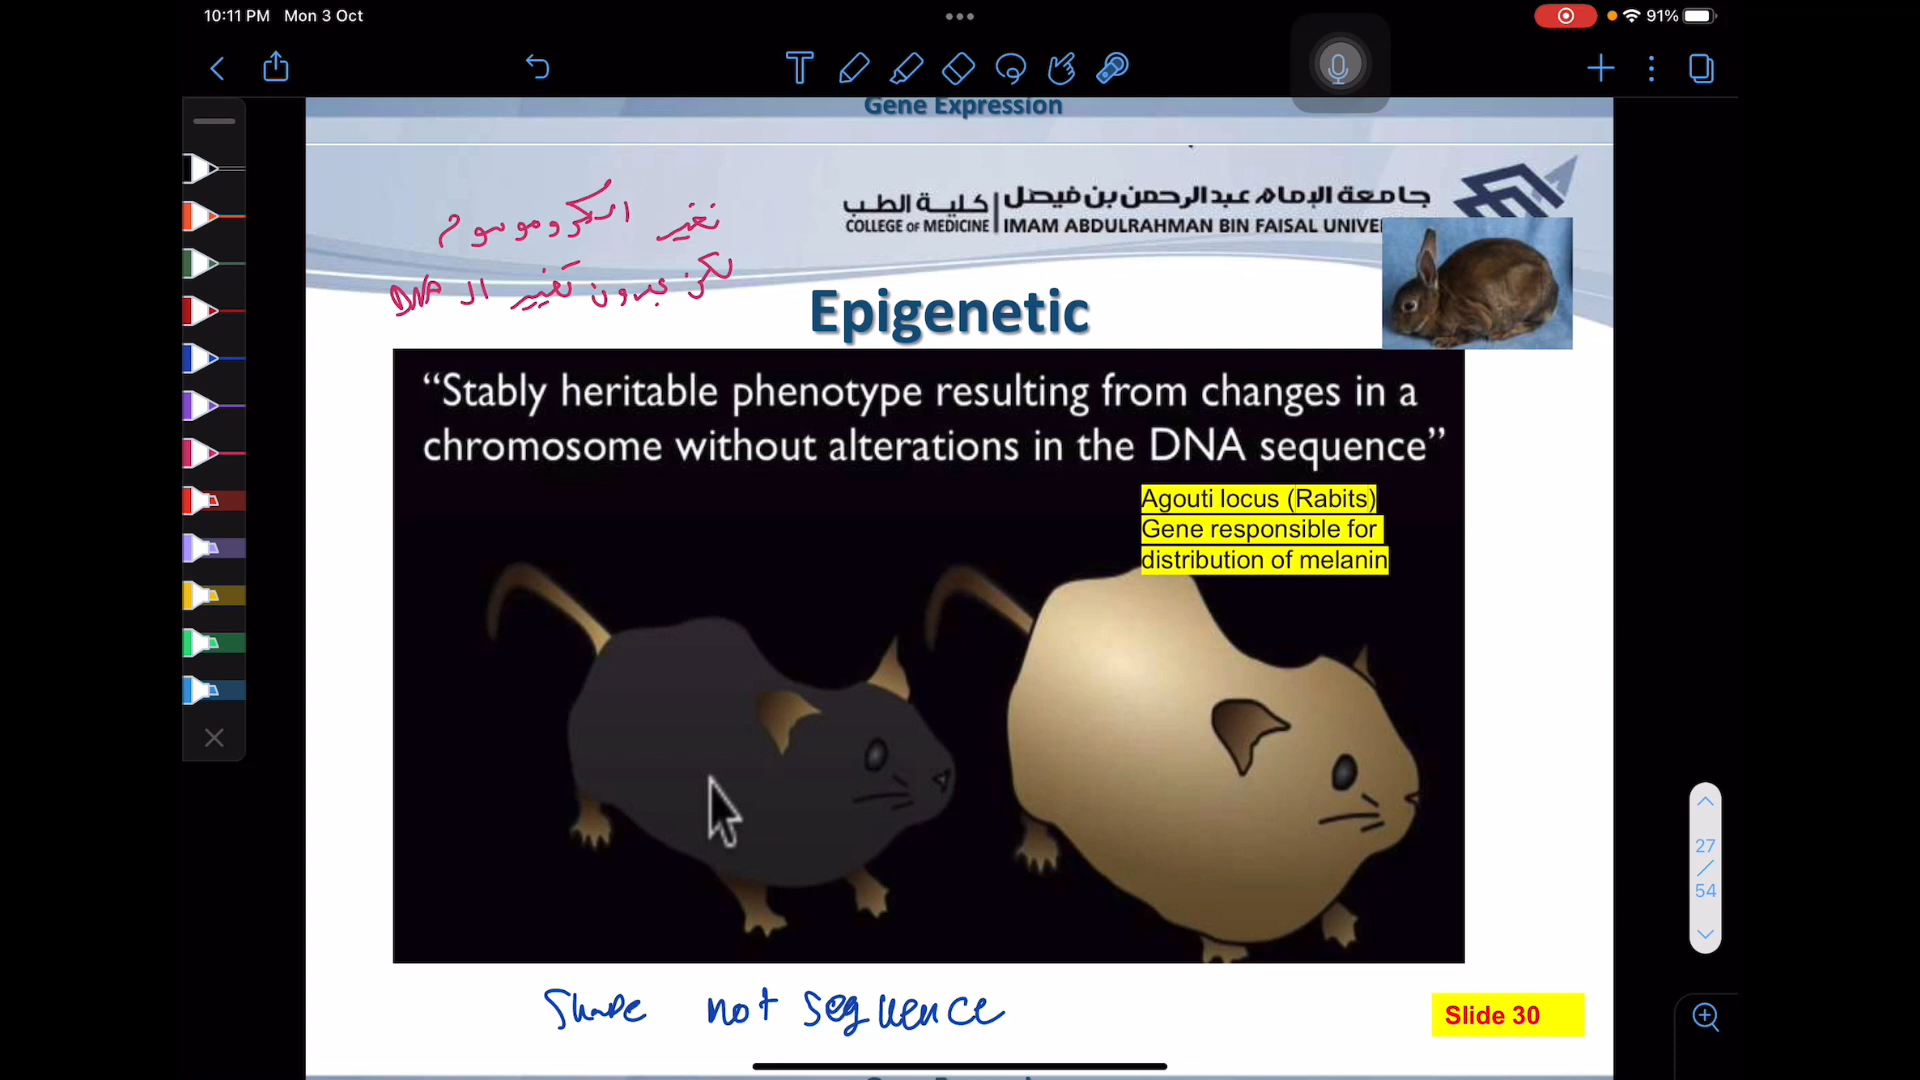 10:11 PM Mon 3 Oct
91%
Gene Expression
كلية الطب | جامعة الإمام عبدالرحمن بن فيصل
COLLEGE OF MEDICINE | IMAM ABDULRAHMAN BIN FAISAL UNIVE
تغير الكروموسوم
لكن بدون تغيير ال DNA
Epigenetic
“Stably heritable phenotype resulting from changes in a
chromosome without alterations in the DNA sequence”
Agouti locus (Rabits)
Gene responsible for
distribution of melanin
27
/
54
Shape not sequence
Slide 30